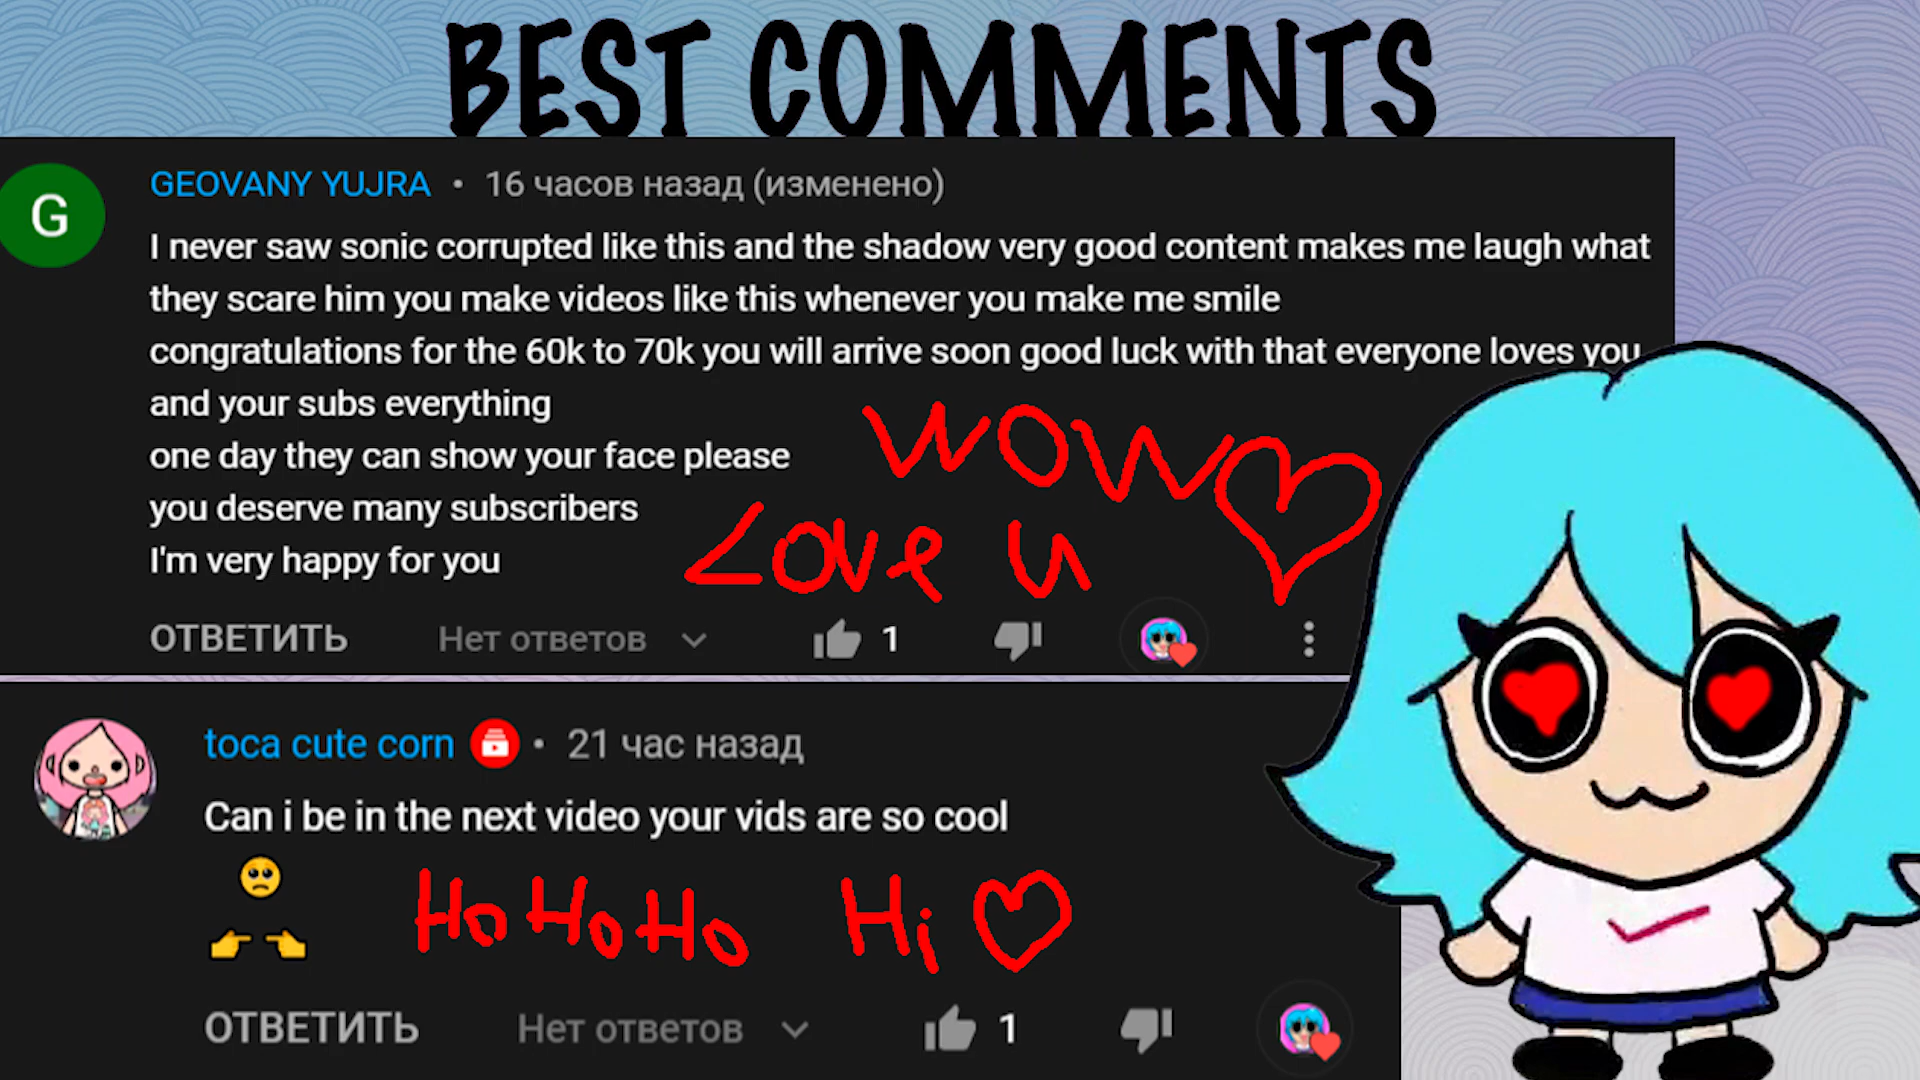 BEST COMMENTS
G
GEOVANY YUJRA • 16 часов назад (изменено)
I never saw sonic corrupted like this and the shadow very good content makes me laugh what
they scare him you make videos like this whenever you make me smile
congratulations for the 60k to 70k you will arrive soon good luck with that everyone loves you
and your subs everything
one day they can show your face please
you deserve many subscribers
I'm very happy for you
WOW
Love u
ОТВЕТИТЬ Нет ответов 1
toca cute corn • 21 час назад
Can i be in the next video your vids are so cool
HoHoHo Hi
ОТВЕТИТЬ Нет ответов 1